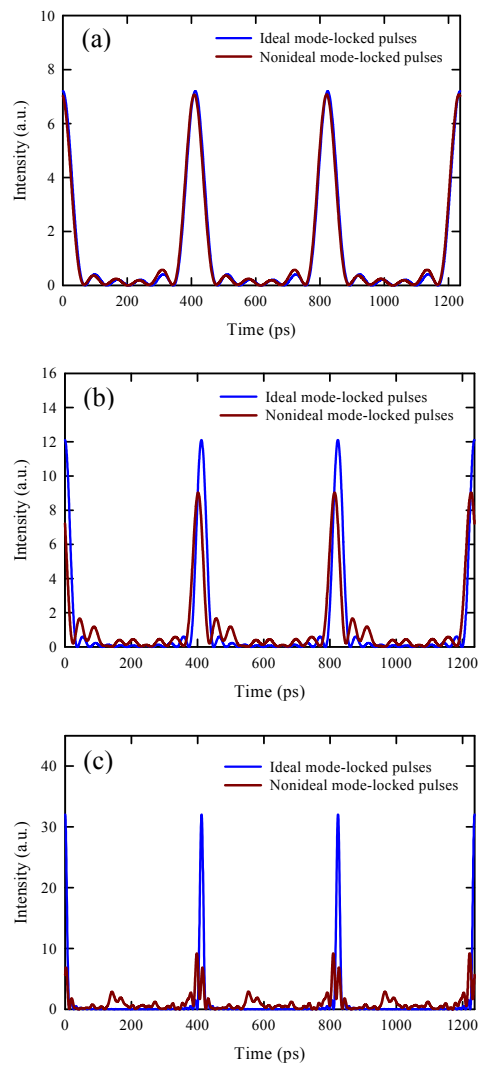 (a)
Ideal mode-locked pulses
Nonideal mode-locked pulses
Intensity (a.u.)
10
8
6
4
2
0
0 200 400 600 800 1000 1200
Time (ps)
(b)
Ideal mode-locked pulses
Nonideal mode-locked pulses
Intensity (a.u.)
16
14
12
10
8
6
4
2
0
0 200 400 600 800 1000 1200
Time (ps)
(c)
Ideal mode-locked pulses
Nonideal mode-locked pulses
Intensity (a.u.)
40
30
20
10
0
0 200 400 600 800 1000 1200
Time (ps)